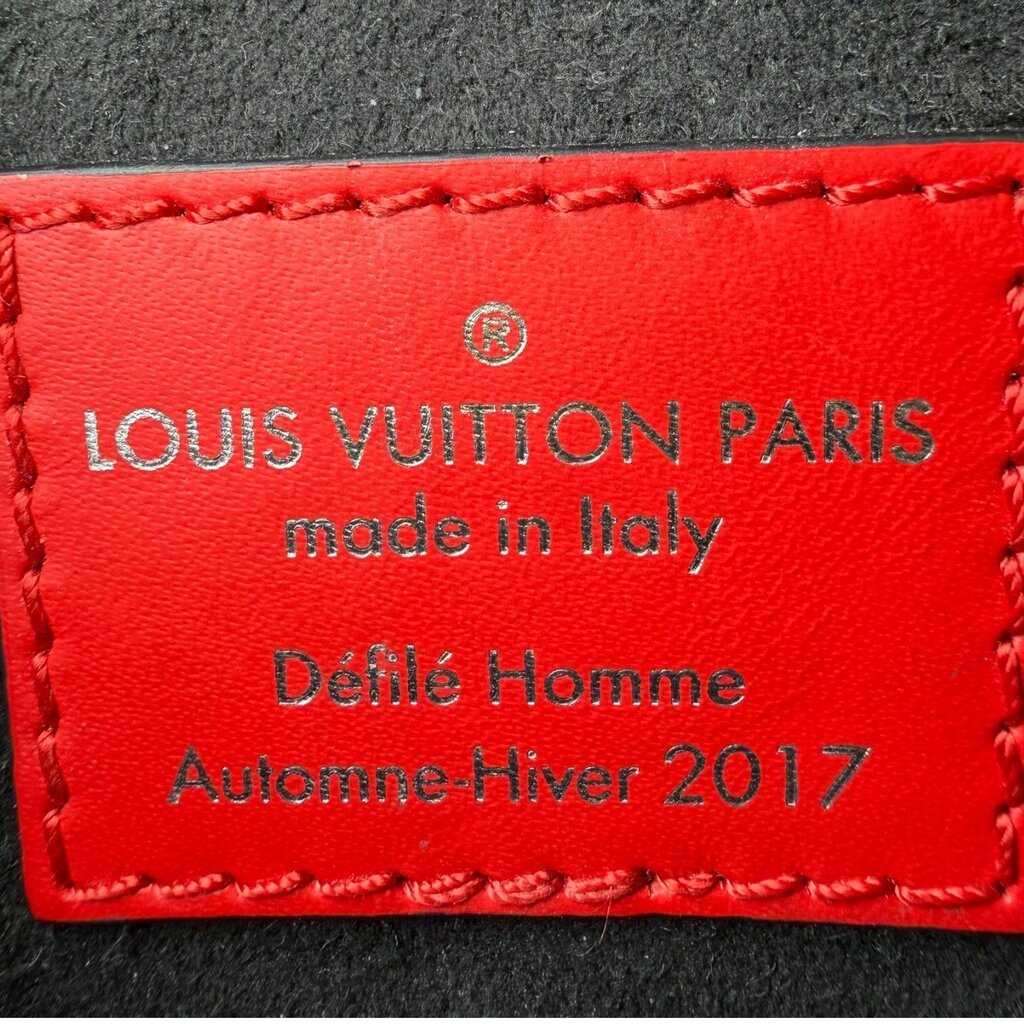 ®
LOUIS VUITTON PARIS
made in Italy
Défilé Homme
Automne-Hiver 2017